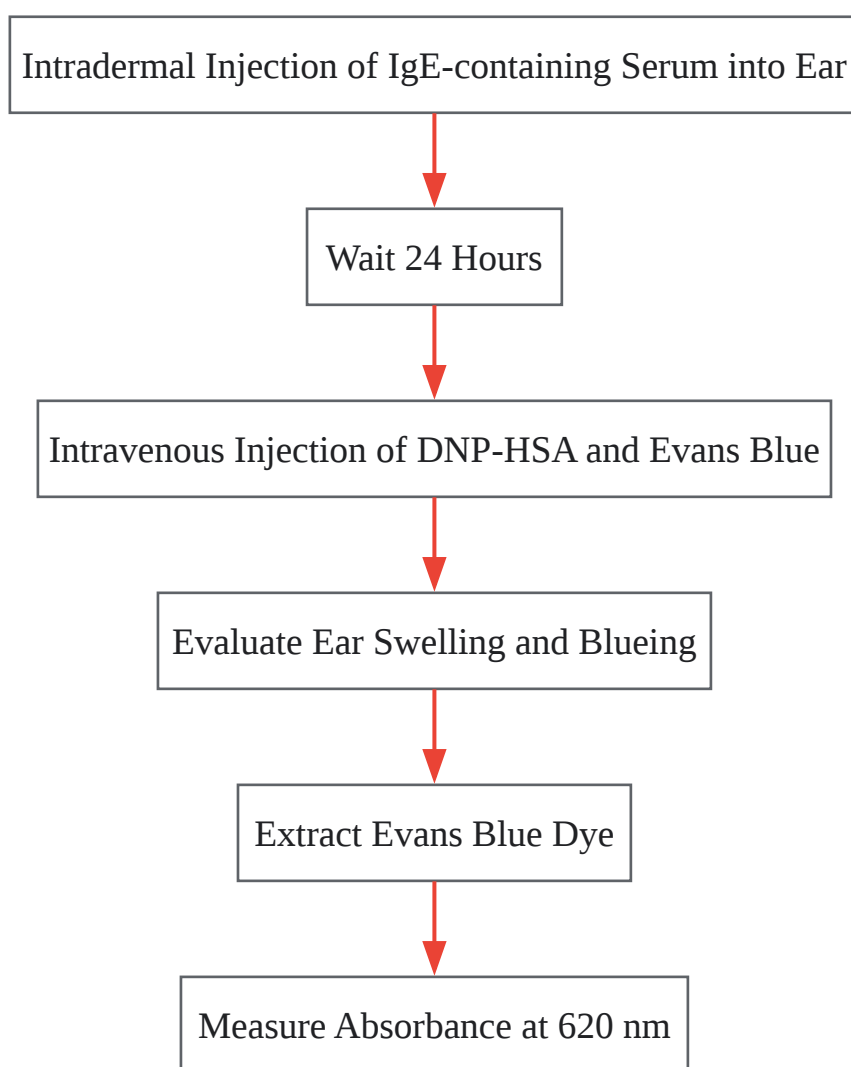 Intradermal Injection of IgE-containing Serum into Ear
Wait 24 Hours
Intravenous Injection of DNP-HSA and Evans Blue
Evaluate Ear Swelling and Blueing
Extract Evans Blue Dye
Measure Absorbance at 620 nm